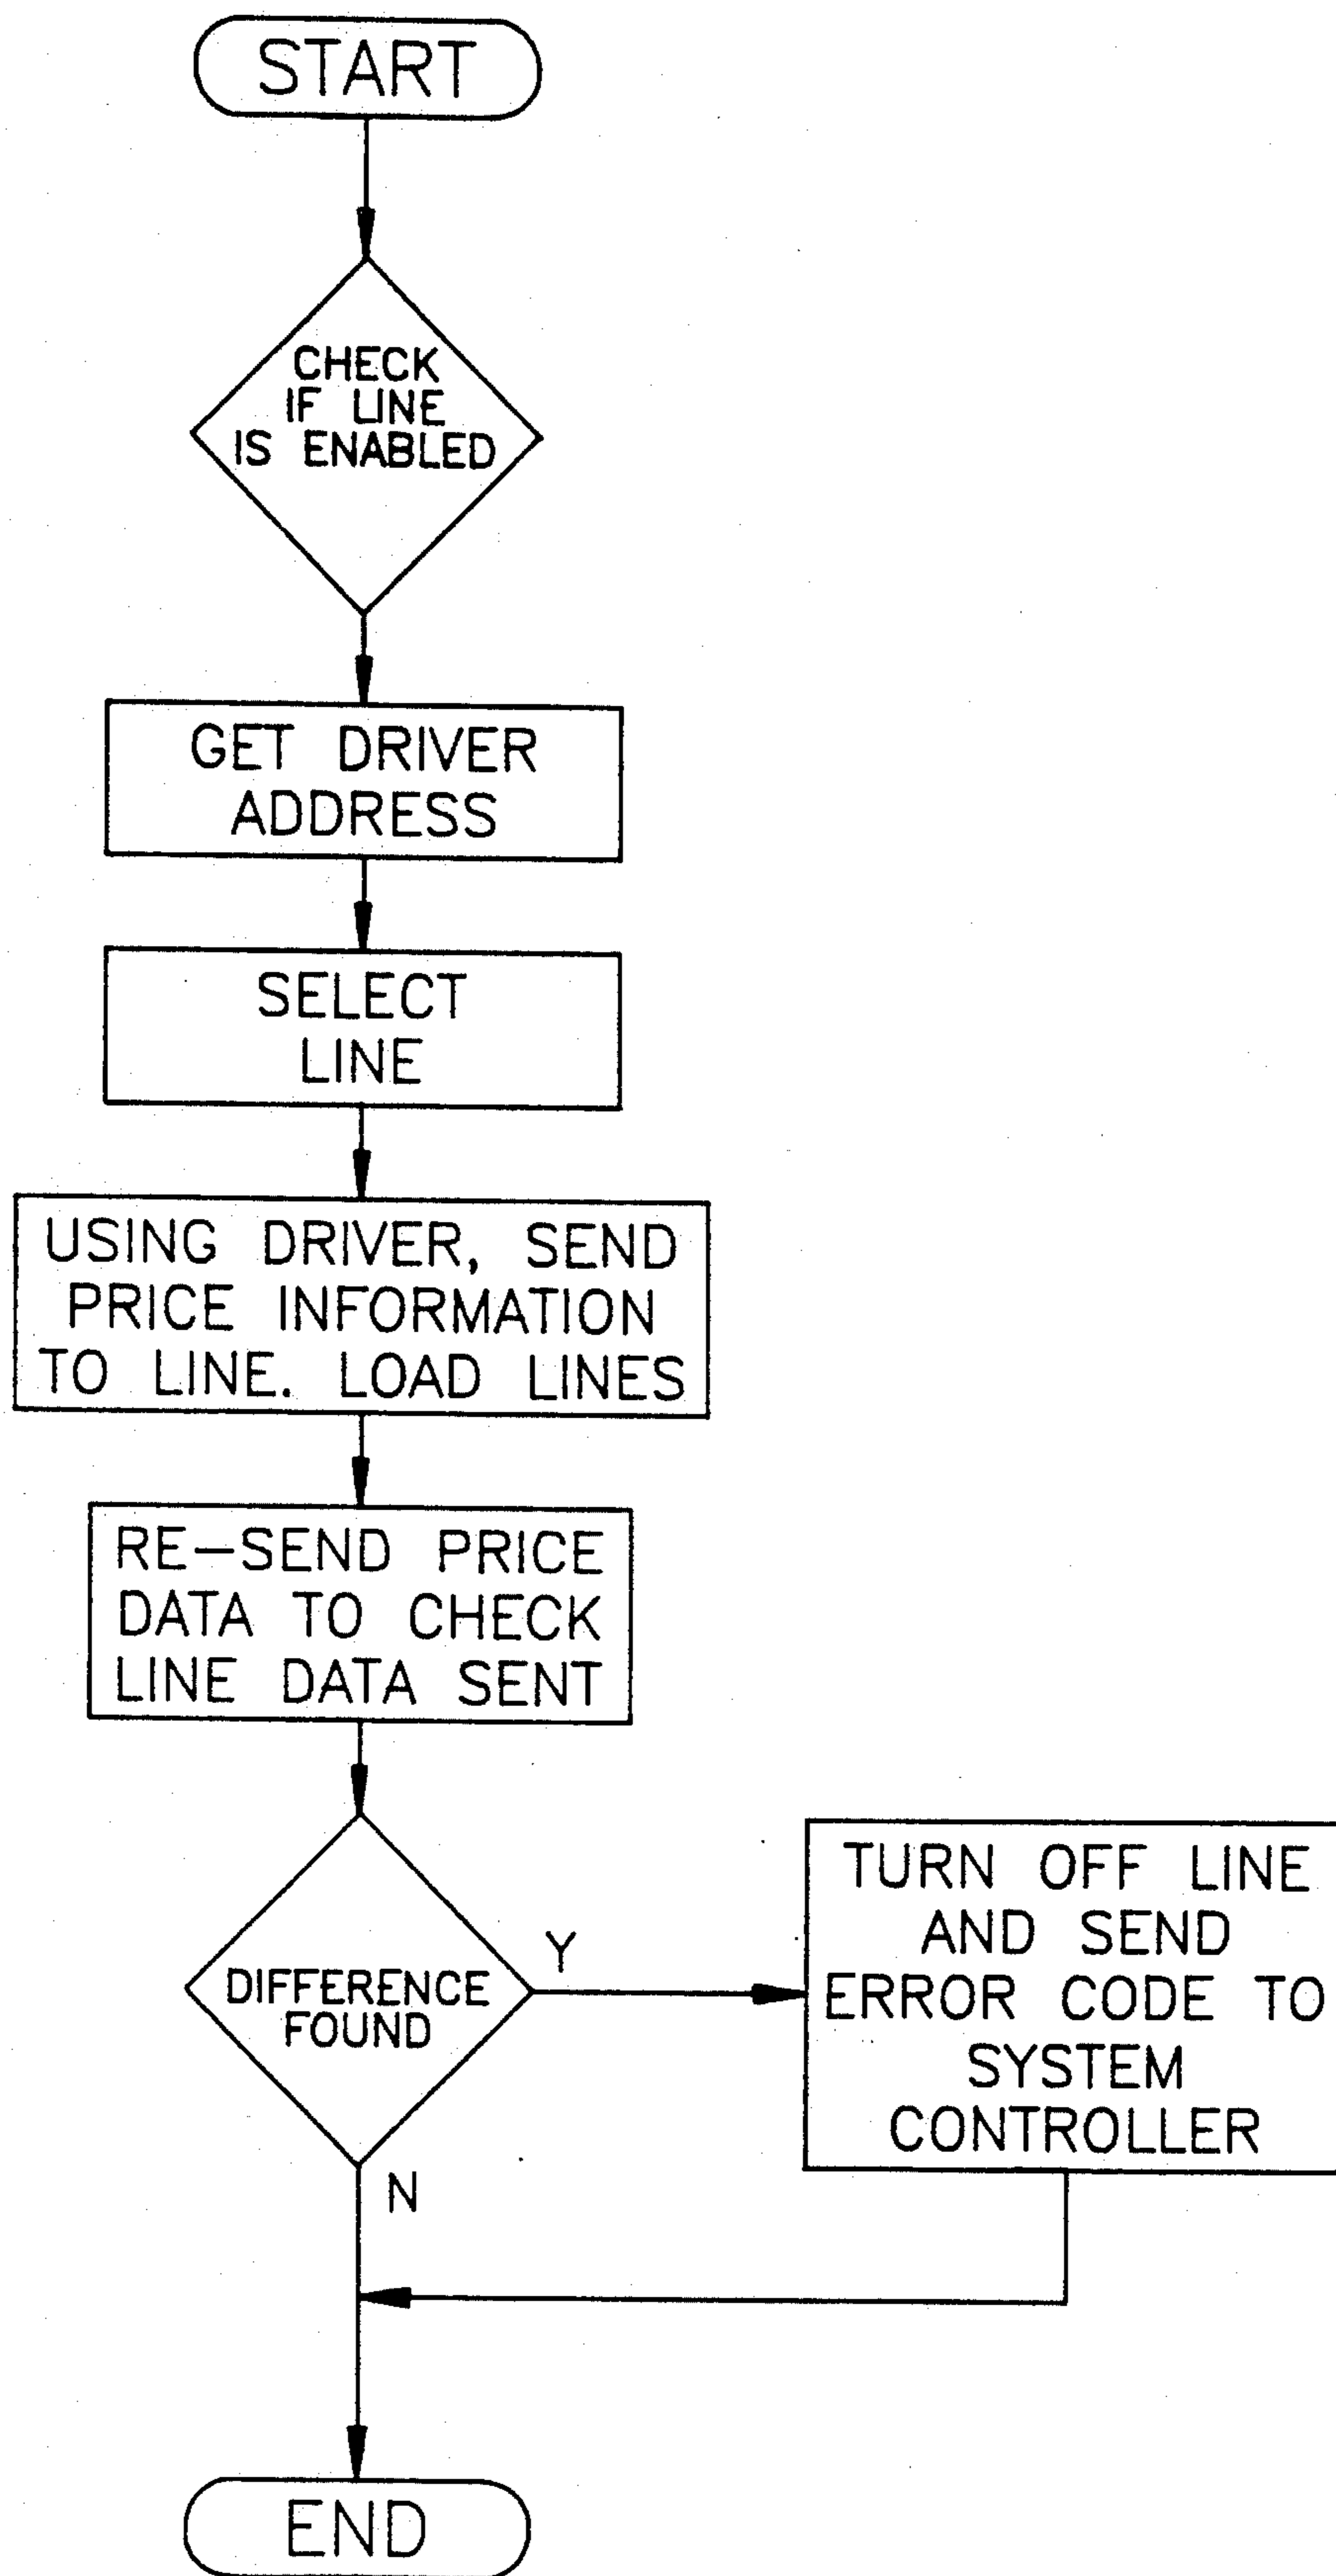 START
CHECK
IF LINE
IS ENABLED
GET DRIVER
ADDRESS
SELECT
LINE
USING DRIVER, SEND
PRICE INFORMATION
TO LINE. LOAD LINES
RE-SEND PRICE
DATA TO CHECK
LINE DATA SENT
DIFFERENCE
FOUND
Y
TURN OFF LINE
AND SEND
ERROR CODE TO
SYSTEM
CONTROLLER
N
END